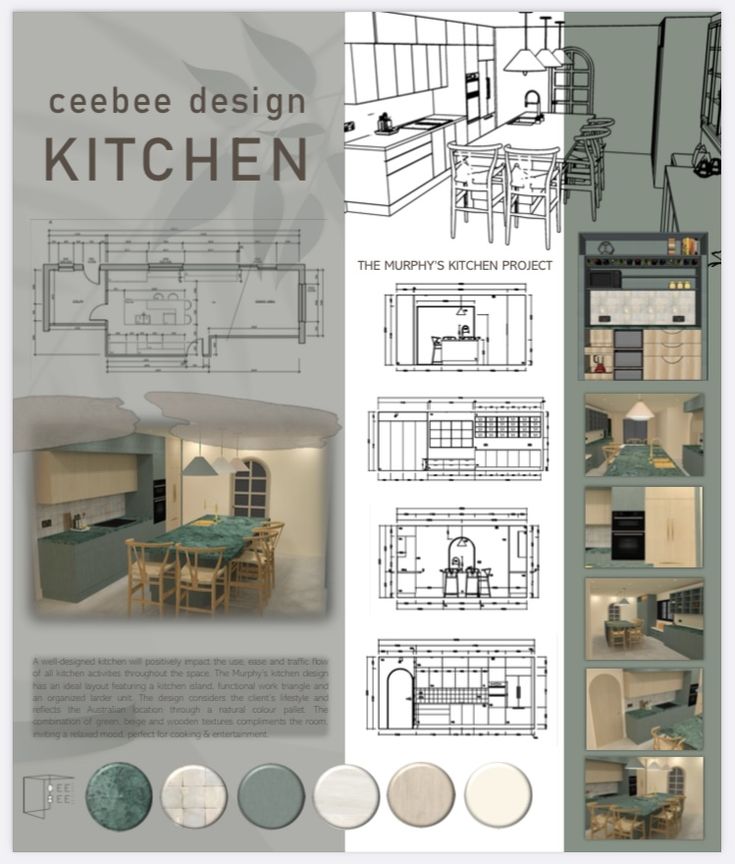 ceebee design
KITCHEN
THE MURPHY'S KITCHEN PROJECT
A well-designed kitchen will positively impact the use, ease and traffic flow
of all kitchen activities throughout the space. The Murphy's kitchen design
has an ideal layout featuring a kitchen island, functional work triangle and
an organized larder unit. The design considers the client's lifestyle and
reflects the Australian location through a natural colour pallet. The
combination of green, beige and wooden textures compliments the room,
inviting a relaxed mood, perfect for cooking & entertainment.